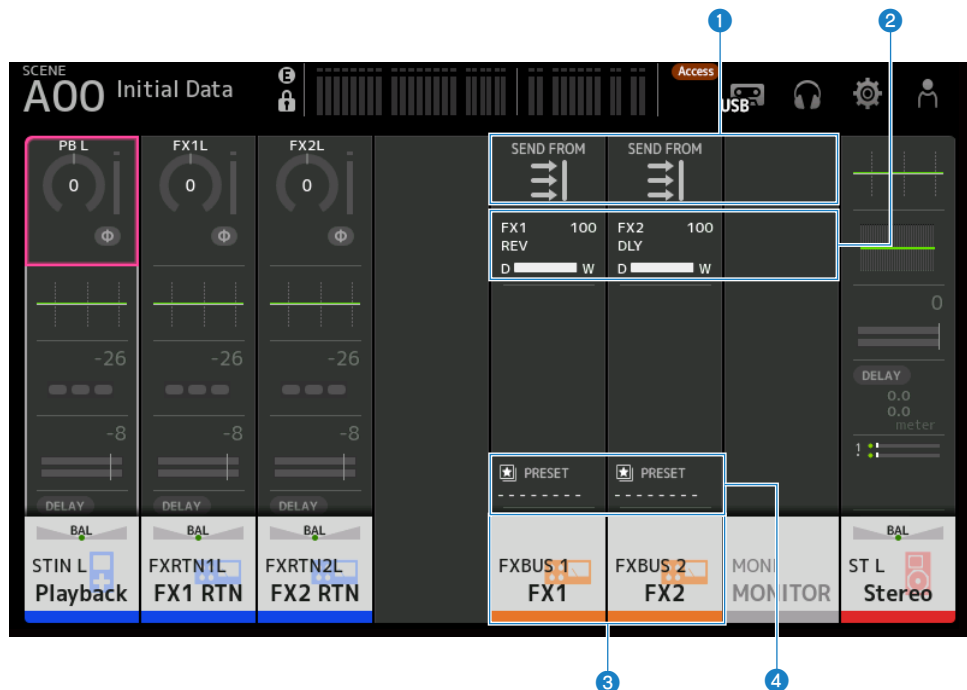 1
2
SCENE
A00 Initial Data
E
Access
USB
PB L
FX1L
FX2L
SEND FROM
SEND FROM
0
0
0
Φ
Φ
Φ
FX1 100
REV
D W
FX2 100
DLY
D W
0
-26
-26
-26
DELAY
0.0
0.0
meter
-8
-8
-8
!
PRESET
--------
PRESET
--------
DELAY
DELAY
DELAY
BAL
BAL
BAL
BAL
STIN L
Playback
FXRTN1L
FX1 RTN
FXRTN2L
FX2 RTN
FXBUS 1
FX1
FXBUS 2
FX2
MONI
MONITOR
ST L
Stereo
3
4